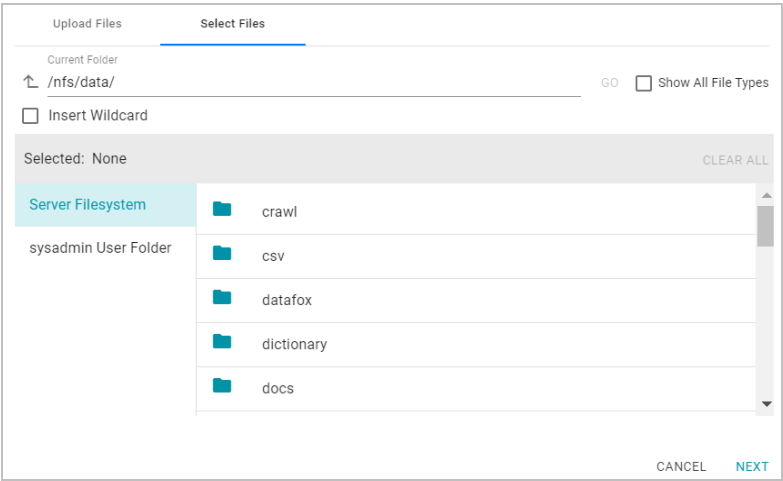 Upload Files Select Files
Current Folder
/nfs/data/ GO Show All File Types
Insert Wildcard
Selected: None CLEAR ALL
Server Filesystem
sysadmin User Folder
crawl
csv
datafox
dictionary
docs
CANCEL NEXT